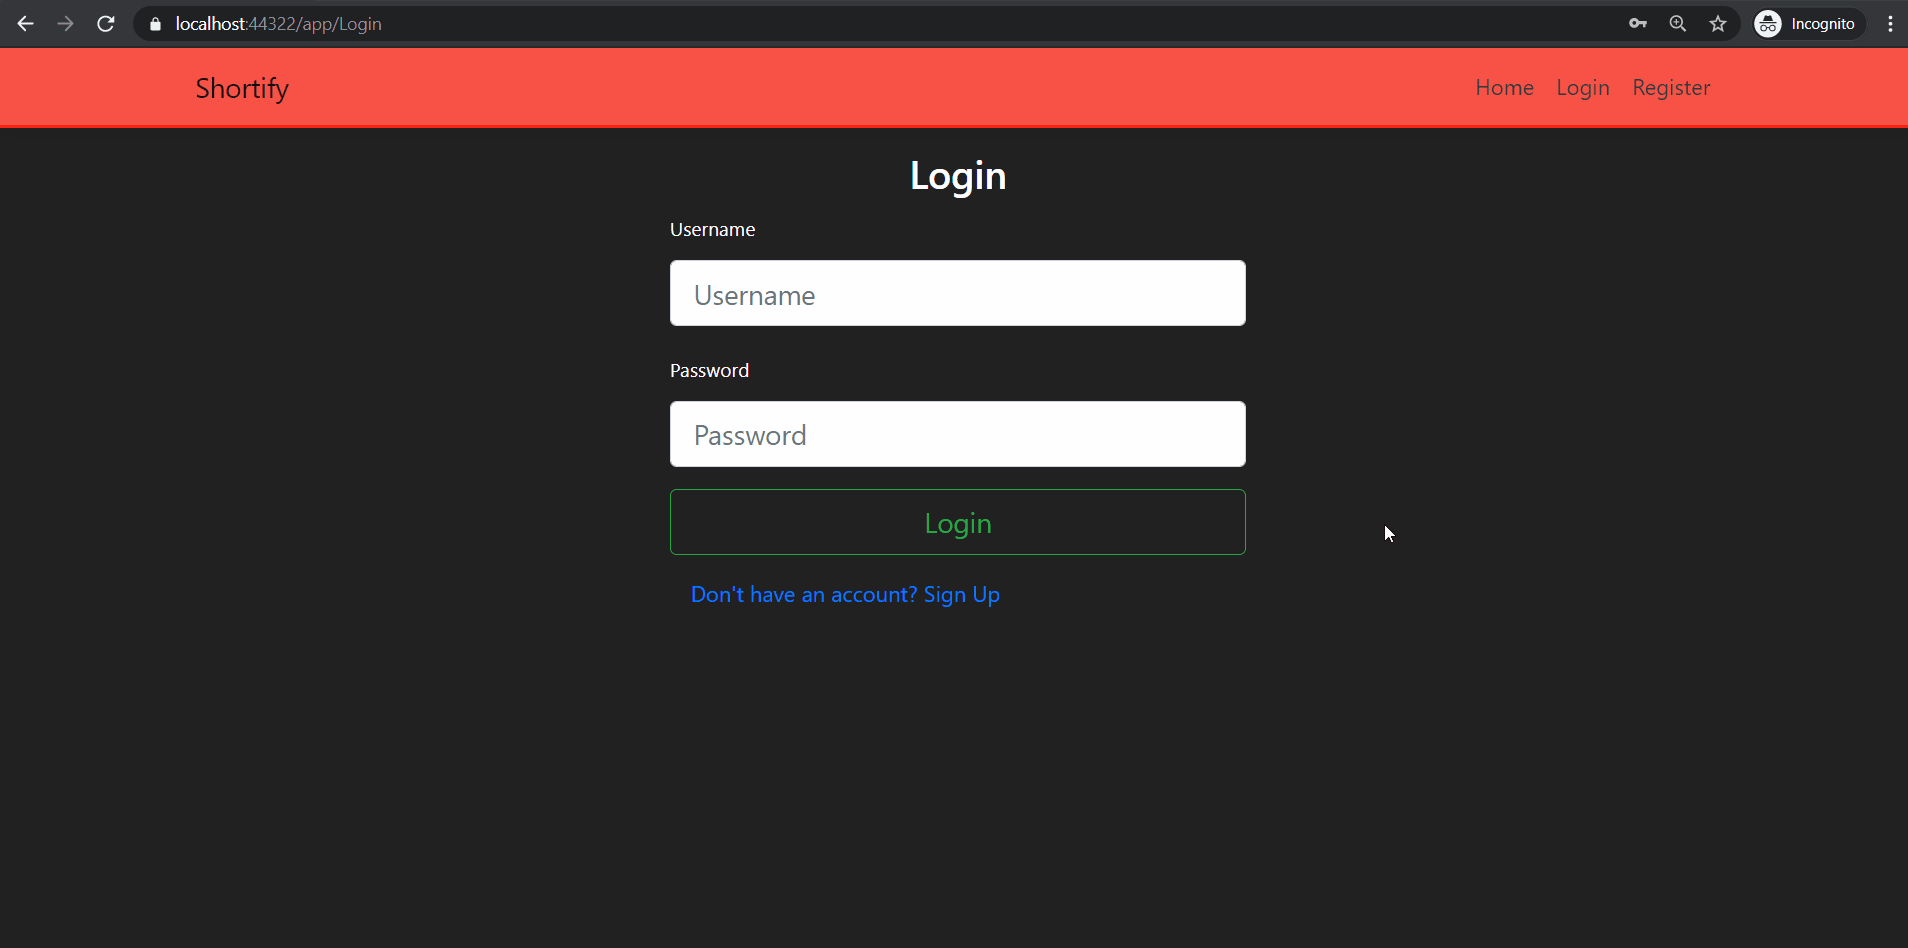 localhost:44322/app/Login
Incognito
Shortify
Home Login Register
Login
Username
Username
Password
Password
Login
Don't have an account? Sign Up